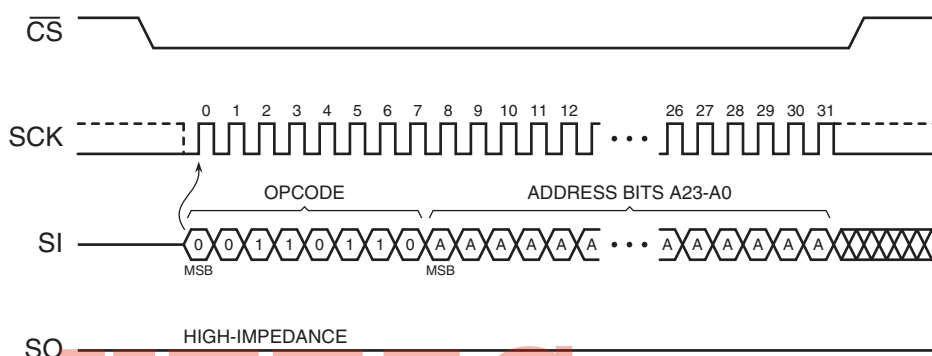 CS
0 1 2 3 4 5 6 7 8 9 10 11 12 26 27 28 29 30 31
SCK
OPCODE ADDRESS BITS A23-A0
SI 0 0 1 1 0 1 1 0 A A A A A A A A A A A A
MSB MSB
HIGH-IMPEDANCE
SO